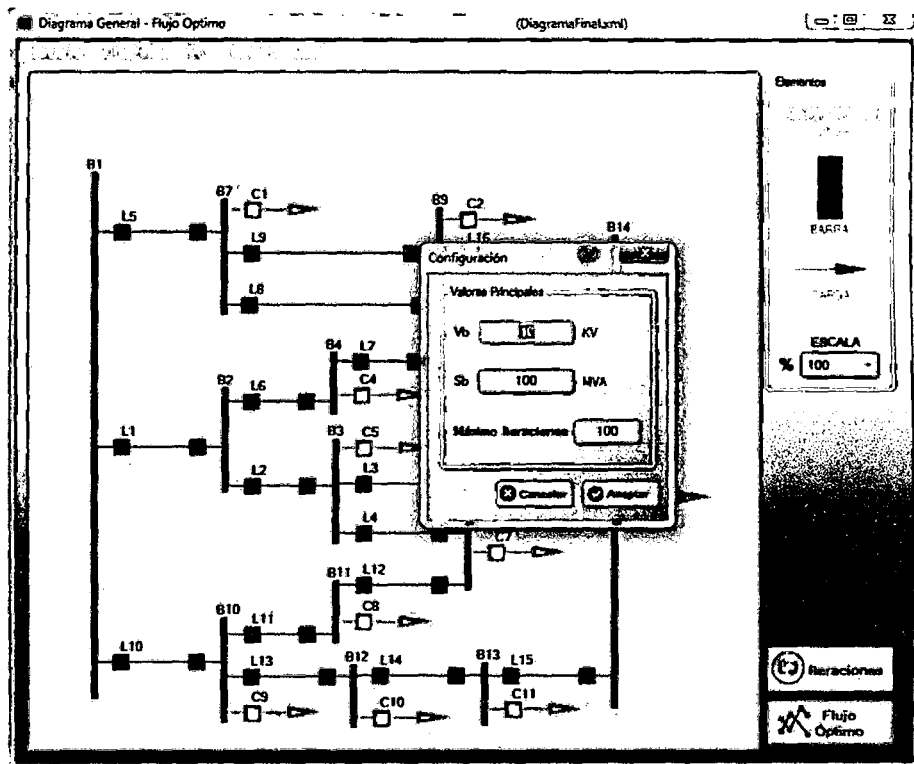 Diagrama General - Flujo Optimo
(DiagramaFinal.xml)
Elementos
BARRA
CARGA
ESCALA
% 100
Iteraciones
Flujo
Optimo
B1
L5
B7
C1
L9
L8
B9
C2
L16
B14
B4
L7
B2
L6
C4
L1
B3
C5
L2
L3
L4
C7
B11
L12
B10
L11
C8
L10
L13
B12
L14
B13
L15
C9
C10
C11
Configuración
Valores Principales
Vb
KV
Sb 100 MVA
Máximo Iteraciones 100
Cancelar
Aceptar